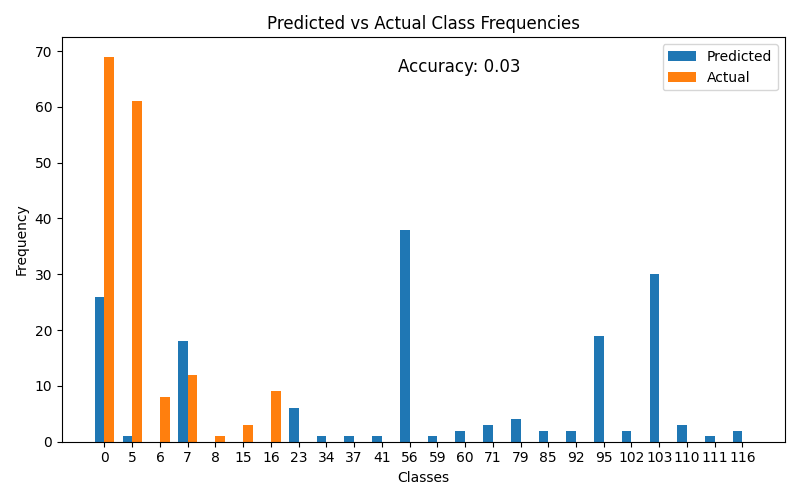 Predicted vs Actual Class Frequencies
Accuracy: 0.03
Predicted
Actual
70
60
50
40
30
20
10
0
Frequency
0 5 6 7 8 15 16 23 34 37 41 56 59 60 71 79 85 92 95 102 103 110 111 116
Classes